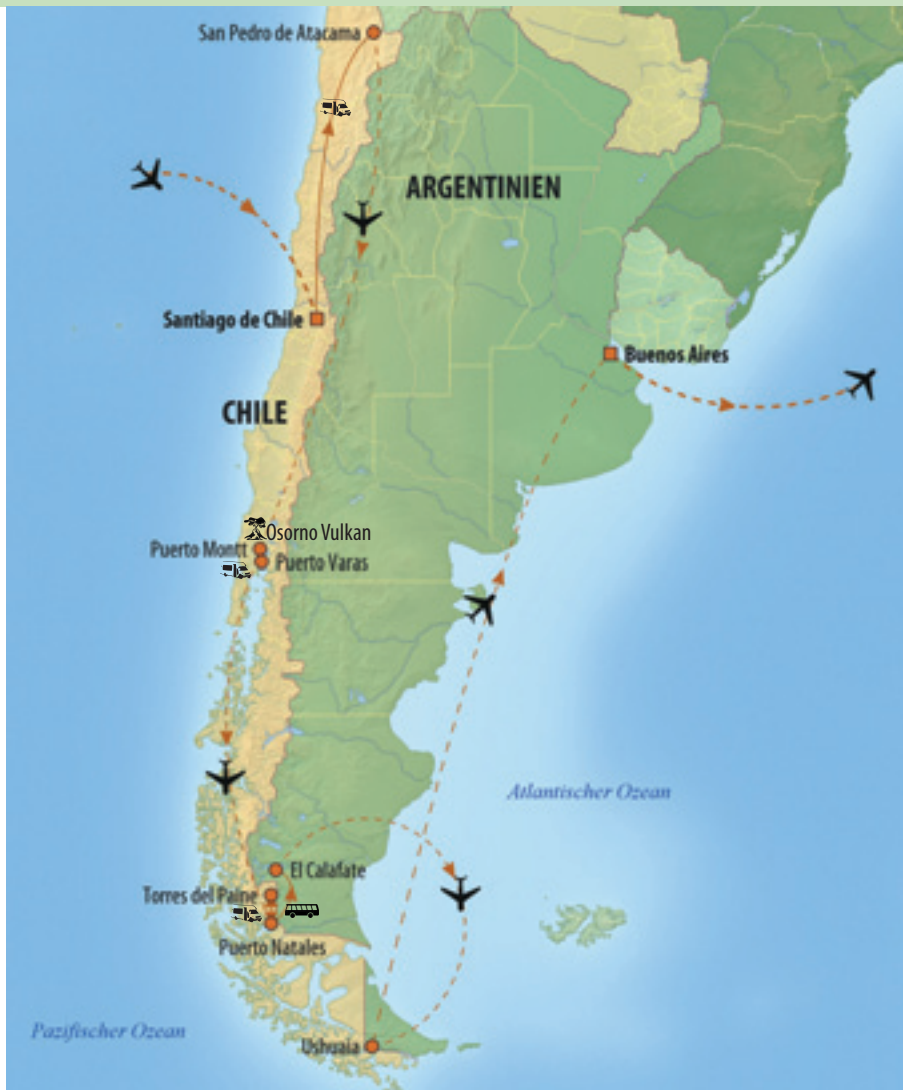 San Pedro de Atacama
ARGENTINIEN
Santiago de Chile
Buenos Aires
CHILE
Osorno Vulkan
Puerto Montt
Puerto Varas
Atlantischer Ozean
El Calafate
Torres del Paine
Puerto Natales
Pazifischer Ozean
Ushuaia